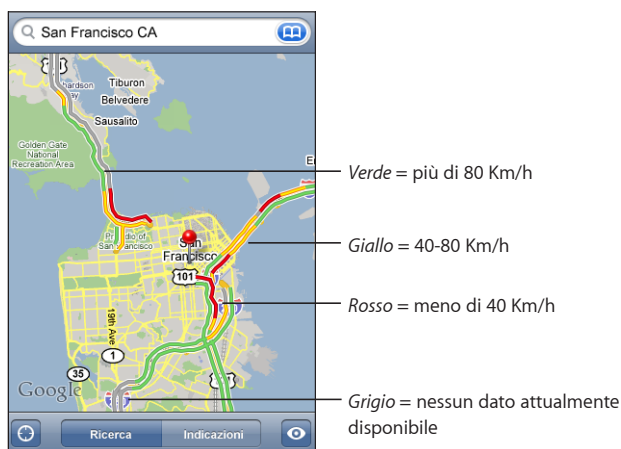 San Francisco CA
Tiburon
Belvedere
Sausalito
Golden Gate
National
Recreation Area
Verde = più di 80 Km/h
Giallo = 40-80 Km/h
San
Francisco
101
Rosso = meno di 40 Km/h
19th Ave
1
35
Google
Grigio = nessun dato attualmente
disponibile
Ricerca
Indicazioni